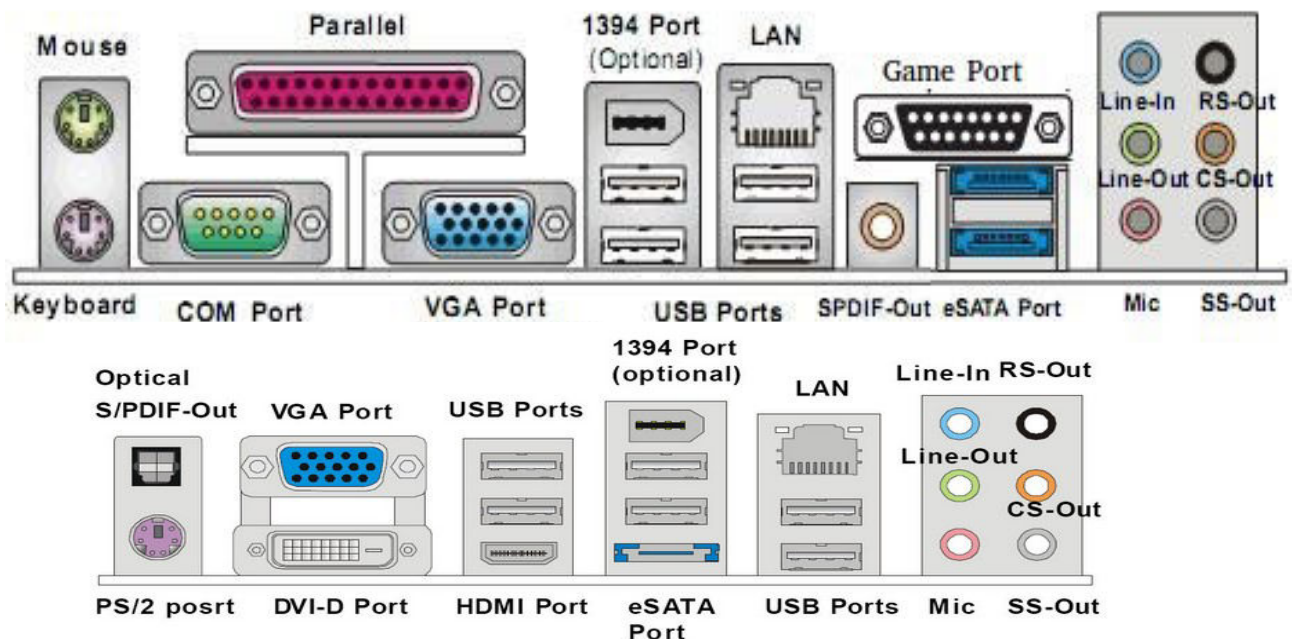 Mouse
Parallel
1394 Port
(Optional)
LAN
Game Port
Line-In RS-Out
Line-Out CS-Out
Keyboard
COM Port
VGA Port
USB Ports
SPDIF-Out
eSATA Port
Mic
SS-Out
Optical
S/PDIF-Out
VGA Port
USB Ports
1394 Port
(optional)
LAN
Line-In
RS-Out
Line-Out
CS-Out
PS/2 posrt
DVI-D Port
HDMI Port
eSATA
Port
USB Ports
Mic
SS-Out